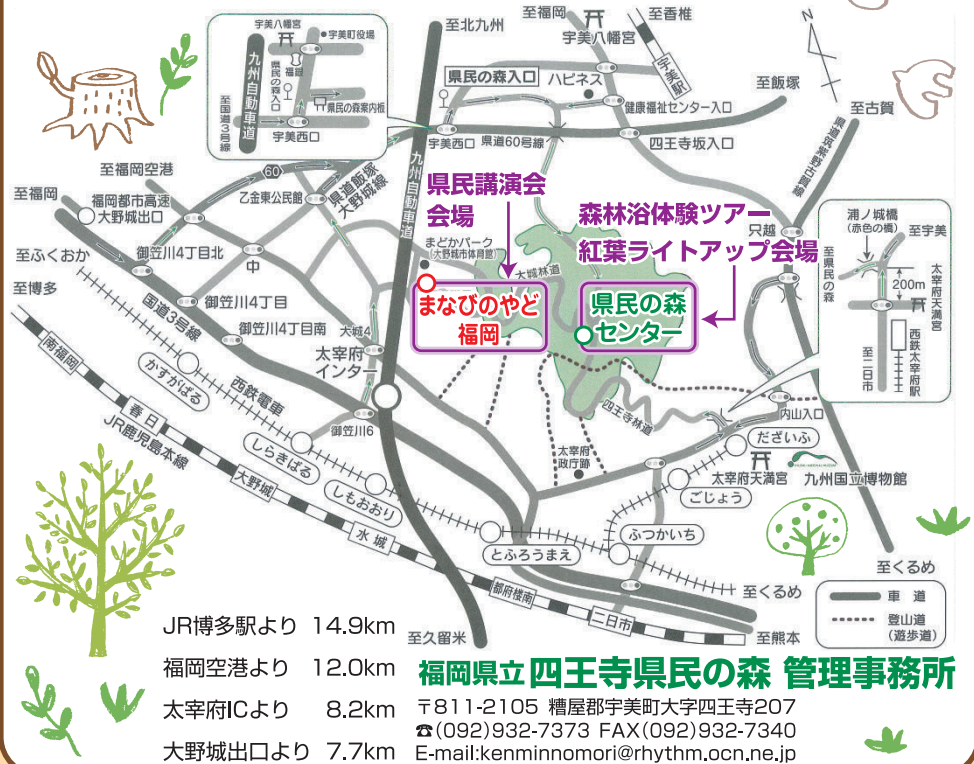 宇美八幡宮
宇美町役場
福銀
県民の森入口
県民の森案内板
九州自動車道
至国道3号線
宇美西口
至北九州
至福岡
至香椎
宇美八幡宮
宇美駅
N
県民の森入口
ハピネス
健康福祉センター入口
至飯塚
至古賀
宇美西口
県道60号線
四王寺坂入口
県道筑紫野古賀線
至福岡空港
至福岡
福岡都市高速
大野城出口
60
乙金東公民館
県道飯塚
大野城線
九州自動車道
県民講演会
会場
森林浴体験ツアー
紅葉ライトアップ会場
只越
浦ノ城橋
(赤色の橋)
至宇美
至県民の森
200m
太宰府天満宮
西鉄太宰府駅
至二日市
至ふくおか
至博多
御笠川4丁目北
中
まどかパーク
(大野城市体育館)
大城林道
まなびのやど
福岡
県民の森
センター
国道3号線
御笠川4丁目
御笠川4丁目南
大城4
太宰府
インター
南福岡
かすがばる
西鉄電車
春日
JR鹿児島本線
しらきばる
御笠川6
四王寺林道
内山入口
だざいふ
太宰府
政庁跡
太宰府天満宮
九州国立博物館
大野城
しもおおり
ごじょう
水城
とふろうまえ
ふつかいち
至くるめ
都府楼南
至くるめ
二日市
至久留米
至熊本
車 道
登山道
(遊歩道)
JR博多駅より 14.9km
福岡空港より 12.0km
太宰府ICより 8.2km
大野城出口より 7.7km
福岡県立 四王寺県民の森 管理事務所
〒811-2105 糟屋郡宇美町大字四王寺207
☎(092)932-7373 FAX(092)932-7340
E-mail:kenminnomori@rhythm.ocn.ne.jp